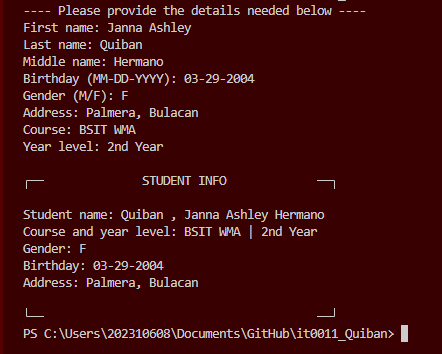 ---- Please provide the details needed below ----
First name: Janna Ashley
Last name: Quiban
Middle name: Hermano
Birthday (MM-DD-YYYY): 03-29-2004
Gender (M/F): F
Address: Palmera, Bulacan
Course: BSIT WMA
Year level: 2nd Year
STUDENT INFO
Student name: Quiban , Janna Ashley Hermano
Course and year level: BSIT WMA | 2nd Year
Gender: F
Birthday: 03-29-2004
Address: Palmera, Bulacan
PS C:\Users\202310608\Documents\GitHub\it0011_Quiban>